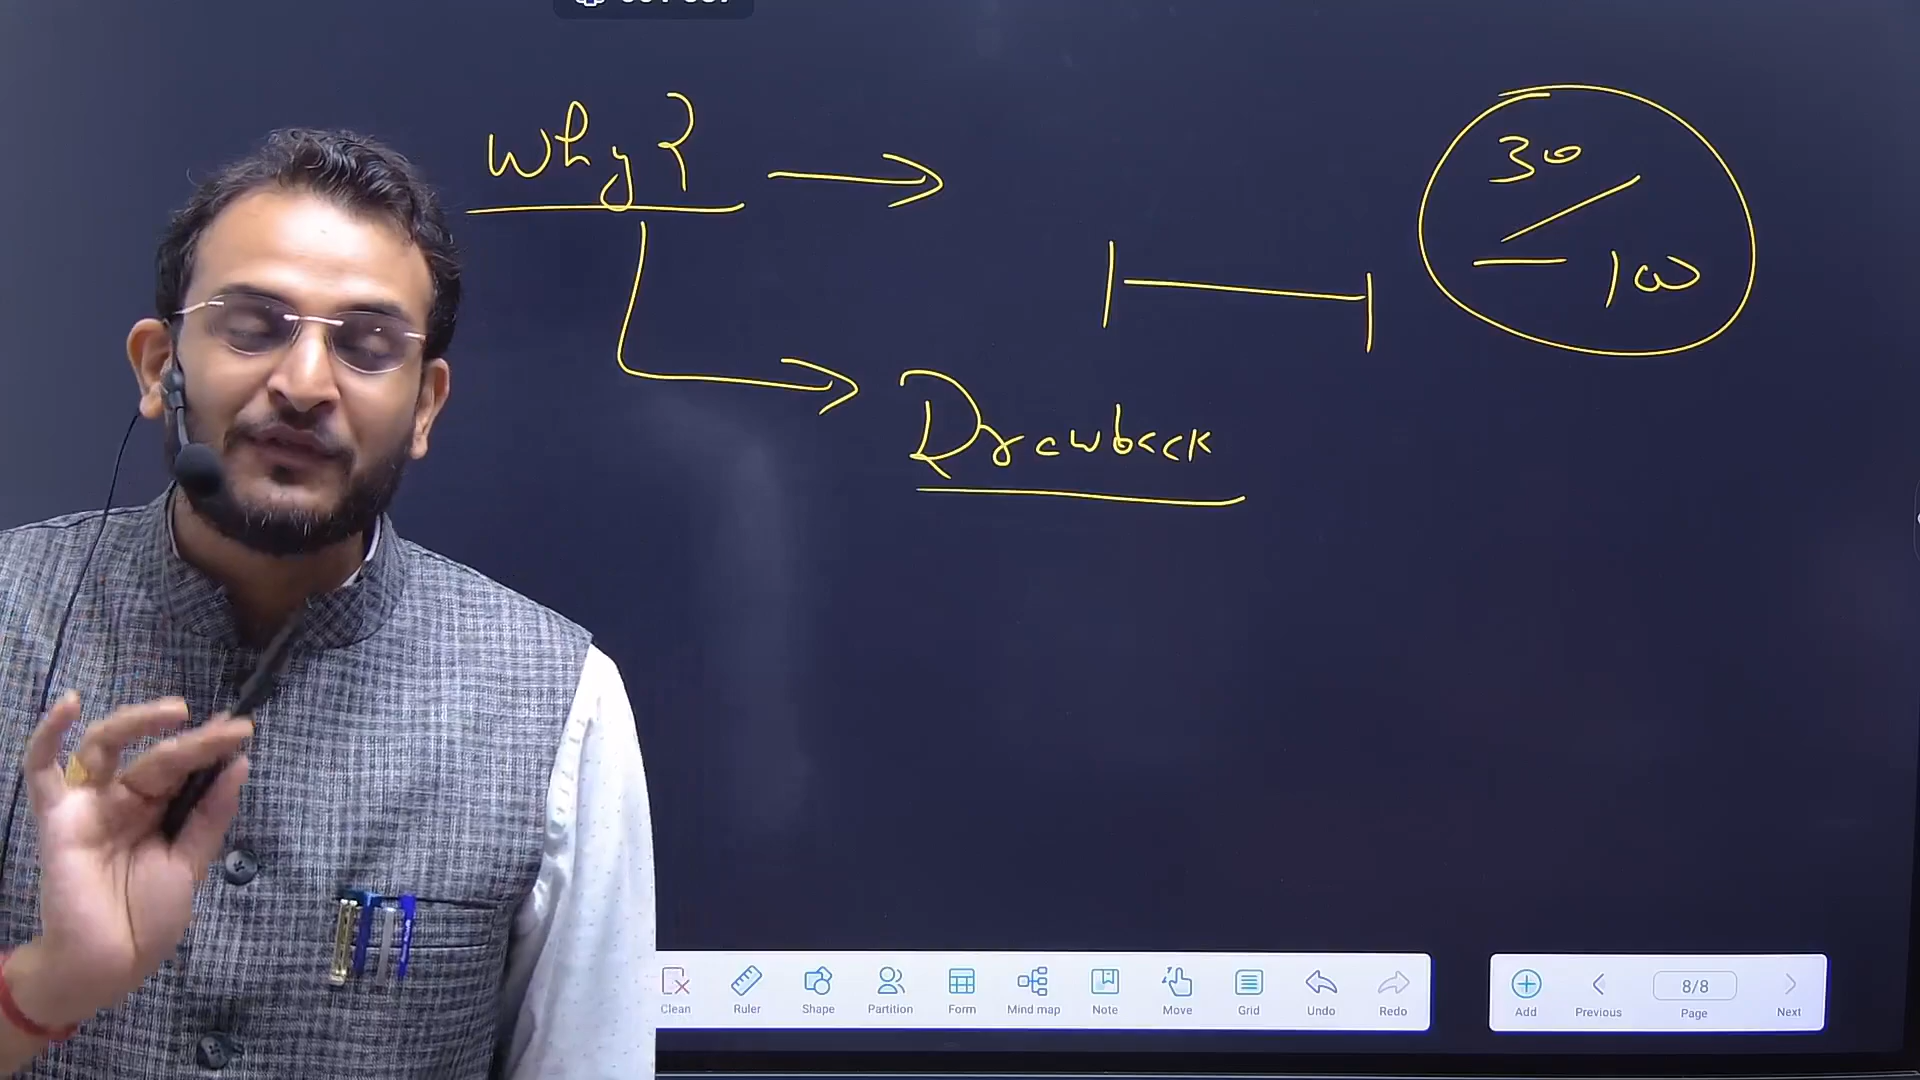 Why?
30/100
Drawback
Clean Ruler Shape Partition Form Mind map Note Move Grid Undo Redo
Add Previous 8/8 Page Next